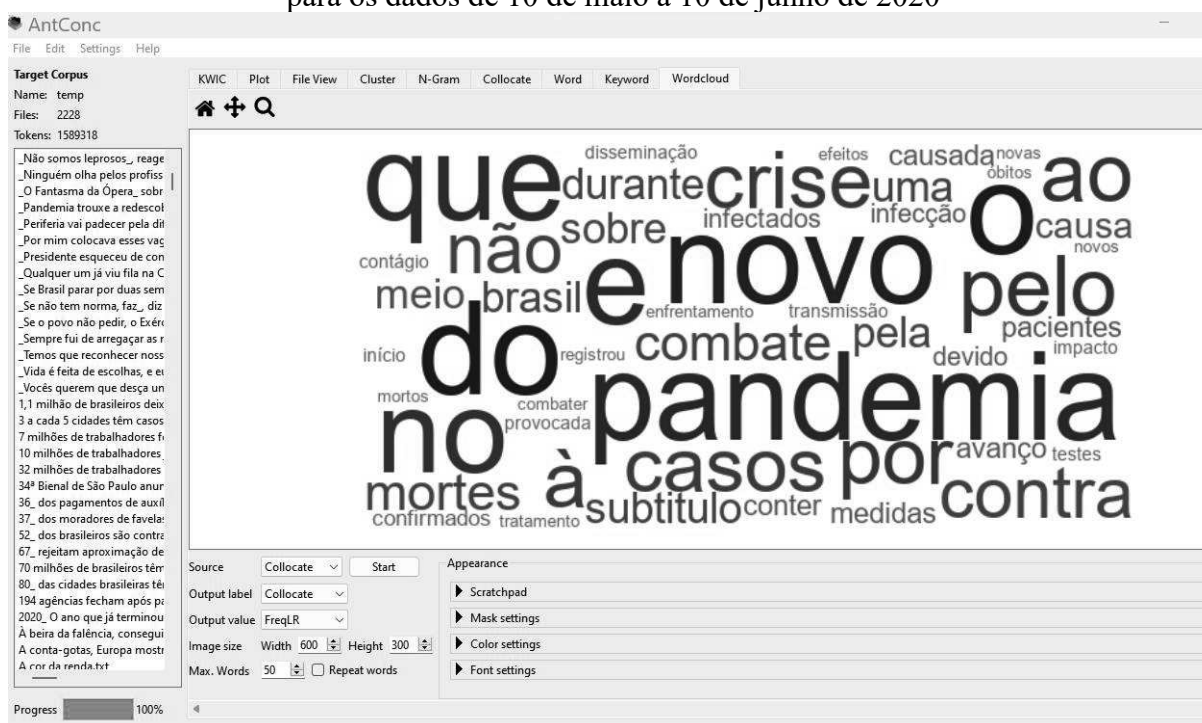 para os dados de 10 de maio a 10 de junho de 2020
AntConc
File Edit Settings Help
Target Corpus
Name: temp
Files: 2228
Tokens: 1589318
_Não somos leprosos_, reage
_Ninguém olha pelos profiss
_O Fantasma da Ópera_ sobr
_Pandemia trouxe a redescol
_Periferia vai padecer pela dif
_Por mim colocava esses vag
_Presidente esqueceu de con
_Qualquer um já viu fila na C
_Se Brasil parar por duas sem
_Se não tem norma, faz_, diz
_Se o povo não pedir, o Exérc
_Sempre fui de arregaçar as r
_Temos que reconhecer noss
_Vida é feita de escolhas, e eu
_Vocês querem que desça un
1,1 milhão de brasileiros deix
3 a cada 5 cidades têm casos
7 milhões de trabalhadores f
10 milhões de trabalhadores
32 milhões de trabalhadores
34ª Bienal de São Paulo anur
36_ dos pagamentos de auxíl
37_ dos moradores de favelas
52_ dos brasileiros são contra
67_ rejeitam aproximação de
70 milhões de brasileiros têm
80_ das cidades brasileiras tê
194 agências fecham após pa
2020_ O ano que já terminou
À beira da falência, consegui
A conta-gotas, Europa mostr
A cor da renda.txt
Progress 100%
KWIC Plot File View Cluster N-Gram Collocate Word Keyword Wordcloud
disseminação efeitos causada novas
que durante crise uma óbitos o ao
infectados infecção
não sobre causa
contágio novos
meio brasil e novo pelo
enfrentamento transmissão
pacientes
início do registrou combate pela devido impacto
mortos combater
no provocada pandemia
avanço testes
mortes à casos por contra
confirmados tratamento subtitulo conter medidas
Source Collocate Start
Output label Collocate
Output value FreqLR
Image size Width 600 Height 300
Max. Words 50 Repeat words
Appearance
Scratchpad
Mask settings
Color settings
Font settings